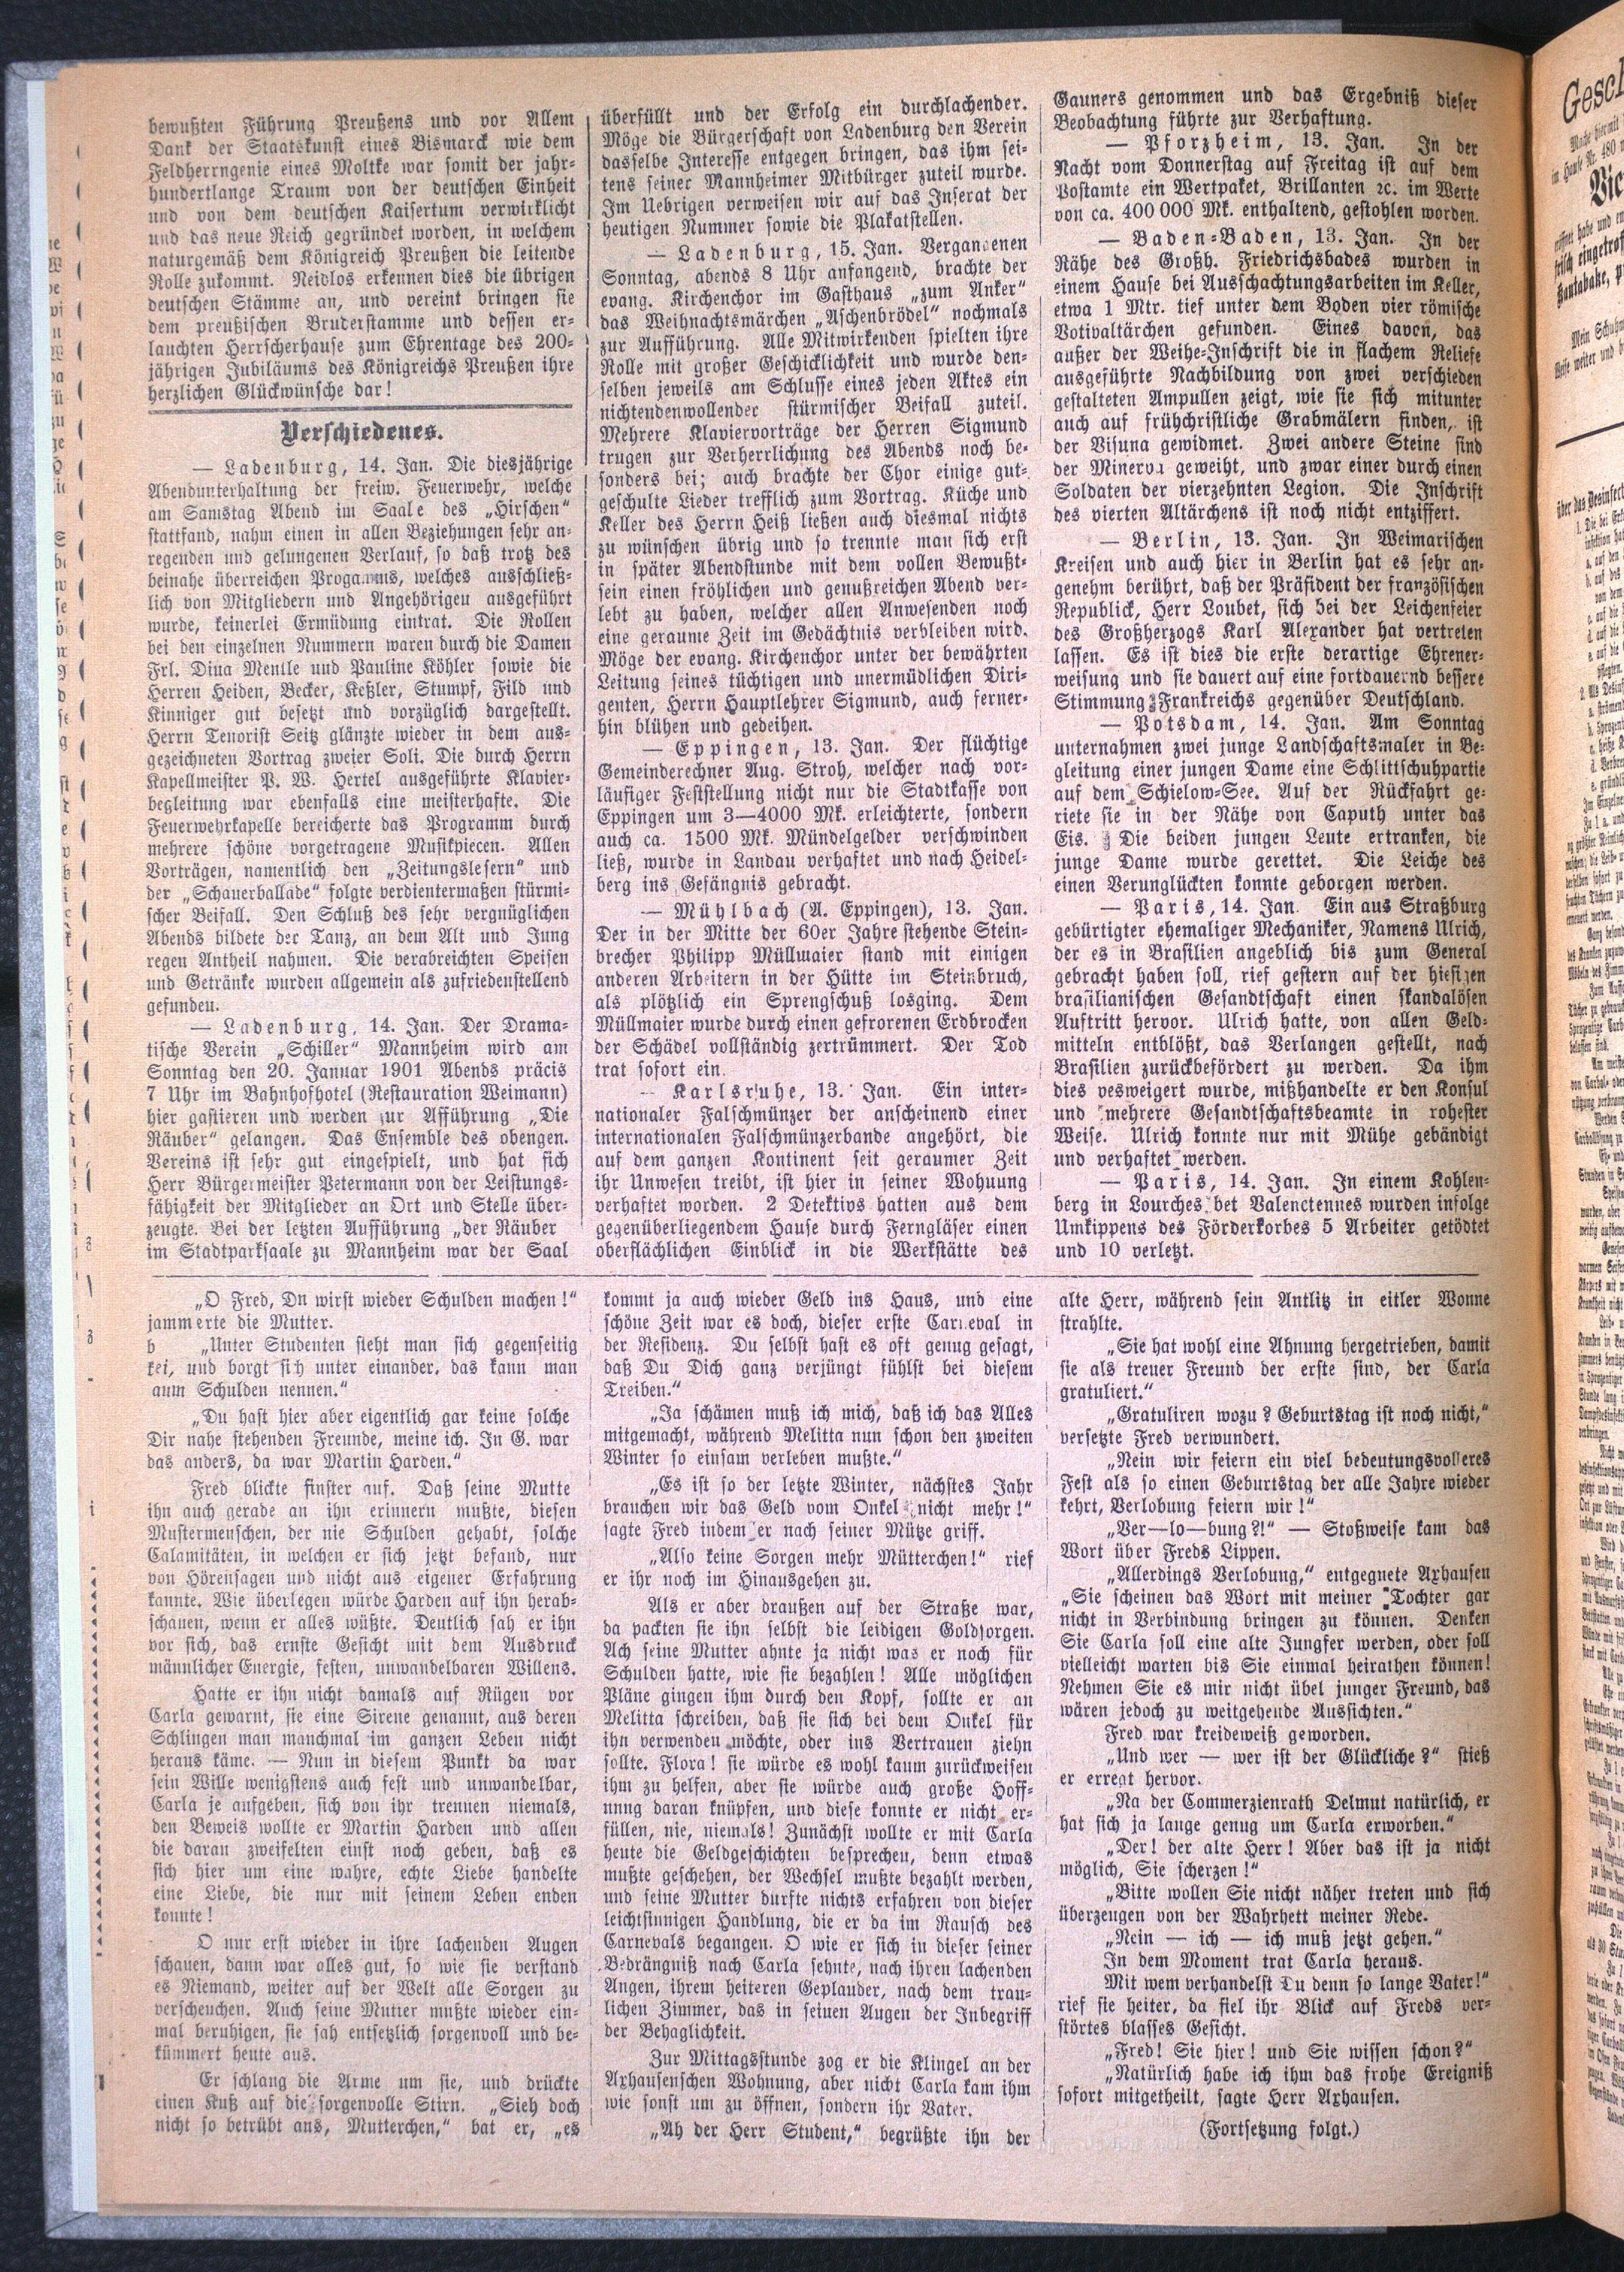 bewußten Führung Preußens und vor Allem
Dank der Staatskunst eines Bismarck wie dem
Feldherrngenie eines Moltke war somit der jahr-
hundertlange Traum von der deutschen Einheit
und von dem deutschen Kaisertum verwirklicht
und das neue Reich gegründet worden, in welchem
naturgemäß dem Königreich Preußen die leitende
Rolle zukommt. Neidlos erkennen dies die übrigen
deutschen Stämme an, und vereint bringen sie
dem preußischen Bruderstamme und dessen er-
lauchten Herrscherhause zum Ehrentage des 200-
jährigen Jubiläums des Königreichs Preußen ihre
herzlichen Glückwünsche dar!
Verschiedenes.
— Ladenburg, 14. Jan. Die diesjährige
Abendunterhaltung der freiw. Feuerwehr, welche
am Samstag Abend im Saale des „Hirschen“
stattfand, nahm einen in allen Beziehungen sehr an-
regenden und gelungenen Verlauf, so daß trotz des
beinahe überreichen Progamms, welches ausschließ-
lich von Mitgliedern und Angehörigeu ausgeführt
wurde, keinerlei Ermüdung eintrat. Die Rollen
bei den einzelnen Nummern waren durch die Damen
Frl. Dina Mentle und Pauline Köhler sowie die
Herren Heiden, Becker, Keßler, Stumpf, Fild und
Kinniger gut besetzt und vorzüglich dargestellt.
Herrn Tenorist Seitz glänzte wieder in dem aus-
gezeichneten Vortrag zweier Soli. Die durch Herrn
Kapellmeister P. W. Hertel ausgeführte Klavier-
begleitung war ebenfalls eine meisterhafte. Die
Feuerwehrkapelle bereicherte das Programm durch
mehrere schöne vorgetragene Musikpiecen. Allen
Vorträgen, namentlich den „Zeitungslesern“ und
der „Schauerballade“ folgte verdientermaßen stürmi-
scher Beifall. Den Schluß des sehr vergnüglichen
Abends bildete der Tanz, an dem Alt und Jung
regen Antheil nahmen. Die verabreichten Speisen
und Getränke wurden allgemein als zufriedenstellend
gefundeu.
— Ladenburg, 14. Jan. Der Drama-
tische Verein „Schiller“ Mannheim wird am
Sonntag den 20. Januar 1901 Abends präcis
7 Uhr im Bahnhofhotel (Restauration Weimann)
hier gastieren und werden zur Afführung „Die
Räuber“ gelangen. Das Ensemble des obengen.
Vereins ist sehr gut eingespielt, und hat sich
Herr Bürgermeister Petermann von der Leistungs-
fähigkeit der Mitglieder an Ort und Stelle über-
zeugte. Bei der letzten Aufführung „der Räuber
im Stadtparksaale zu Mannheim war der Saal
überfüllt und der Erfolg ein durchlachender.
Möge die Bürgerschaft von Ladenburg den Verein
dasselbe Interesse entgegen bringen, das ihm sei-
tens seiner Mannheimer Mitbürger zuteil wurde.
Im Uebrigen verweisen wir auf das Inserat der
heutigen Nummer sowie die Plakatstellen.
— Ladenburg, 15. Jan. Vergangenen
Sonntag, abends 8 Uhr anfangend, brachte der
evang. Kirchenchor im Gasthaus „zum Anker“
das Weihnachtsmärchen „Aschenbrödel“ nochmals
zur Aufführung. Alle Mitwirkenden spielten ihre
Rolle mit großer Geschicklichkeit und wurde den-
selben jeweils am Schlusse eines jeden Aktes ein
nichtendenwollender stürmischer Beifall zuteil.
Mehrere Klaviervorträge der Herren Sigmund
trugen zur Verherrlichung des Abends noch be-
sonders bei; auch brachte der Chor einige gut-
geschulte Lieder trefflich zum Vortrag. Küche und
Keller des Herrn Heiß ließen auch diesmal nichts
zu wünschen übrig und so trennte man sich erst
in später Abendstunde mit dem vollen Bewußt-
sein einen fröhlichen und genußreichen Abend ver-
lebt zu haben, welcher allen Anwesenden noch
eine geraume Zeit im Gedächtnis verbleiben wird.
Möge der evang. Kirchenchor unter der bewährten
Leitung seines tüchtigen und unermüdlichen Diri-
genten, Herrn Hauptlehrer Sigmund, auch ferner-
hin blühen und gedeihen.
— Eppingen, 13. Jan. Der flüchtige
Gemeinderechner Aug. Stroh, welcher nach vor-
läufiger Feststellung nicht nur die Stadtkasse von
Eppingen um 3—4000 Mk. erleichterte, sondern
auch ca. 1500 Mk. Mündelgelder verschwinden
ließ, wurde in Landau verhaftet und nach Heidel-
berg ins Gefängnis gebracht.
— Mühlbach (A. Eppingen), 13. Jan.
Der in der Mitte der 60er Jahre stehende Stein-
brecher Philipp Müllmaier stand mit einigen
anderen Arbeitern in der Hütte im Steinbruch,
als plötzlich ein Sprengschuß losging. Dem
Müllmaier wurde durch einen gefrorenen Erdbrocken
der Schädel vollständig zertrümmert. Der Tod
trat sofort ein.
— Karlsruhe, 13. Jan. Ein inter-
nationaler Falschmünzer der anscheinend einer
internationalen Falschmünzerbande angehört, die
auf dem ganzen Kontinent seit geraumer Zeit
ihr Unwesen treibt, ist hier in seiner Wohuung
verhaftet worden. 2 Detektivs hatten aus dem
gegenüberliegendem Hause durch Ferngläser einen
oberflächlichen Einblick in die Werkstätte des
Gauners genommen und das Ergebniß dieser
Beobachtung führte zur Verhaftung.
— Pforzheim, 13. Jan. In der
Nacht vom Donnerstag auf Freitag ist auf dem
Postamte ein Wertpaket, Brillanten ꝛc. im Werte
von ca. 400 000 Mk. enthaltend, gestohlen worden.
— Baden-Baden, 13. Jan. In der
Nähe des Großh. Friedrichsbades wurden in
einem Hause bei Ausschachtungsarbeiten im Keller,
etwa 1 Mtr. tief unter dem Boden vier römische
Votivaltärchen gefunden. Eines davon, das
außer der Weihe-Inschrift die in flachem Reliefe
ausgeführte Nachbildung von zwei verschieden
gestalteten Ampullen zeigt, wie sie sich mitunter
auch auf frühchristliche Grabmälern finden, ist
der Visuna gewidmet. Zwei andere Steine sind
der Minerva geweiht, und zwar einer durch einen
Soldaten der vierzehnten Legion. Die Inschrift
des vierten Altärchens ist noch nicht entziffert.
— Berlin, 13. Jan. In Weimarischen
Kreisen und auch hier in Berlin hat es sehr an-
genehm berührt, daß der Präsident der französischen
Republick, Herr Loubet, sich bei der Leichenfeier
des Großherzogs Karl Alexander hat vertreten
lassen. Es ist dies die erste derartige Ehrener-
weisung und sie dauert auf eine fortdauernd bessere
Stimmung Frankreichs gegenüber Deutschland.
— Potsdam, 14. Jan. Am Sonntag
unternahmen zwei junge Landschaftsmaler in Be-
gleitung einer jungen Dame eine Schlittschuhpartie
auf dem Schielow-See. Auf der Rückfahrt ge-
riete sie in der Nähe von Caputh unter das
Eis. Die beiden jungen Leute ertranken, die
junge Dame wurde gerettet. Die Leiche des
einen Verunglückten konnte geborgen werden.
— Paris, 14. Jan. Ein aus Straßburg
gebürtigter ehemaliger Mechaniker, Namens Ulrich,
der es in Brasilien angeblich bis zum General
gebracht haben soll, rief gestern auf der hiesigen
brasilianischen Gesandtschaft einen skandalösen
Auftritt hervor. Ulrich hatte, von allen Geld-
mitteln entblößt, das Verlangen gestellt, nach
Brasilien zurückbefördert zu werden. Da ihm
dies vesweigert wurde, mißhandelte er den Konsul
und mehrere Gesandtschaftsbeamte in rohester
Weise. Ulrich konnte nur mit Mühe gebändigt
und verhaftet werden.
— Paris, 14. Jan. In einem Kohlen-
berg in Lourches bet Valenctennes wurden infolge
Umkippens des Förderkorbes 5 Arbeiter getödtet
und 10 verletzt.
„O Fred, Dn wirst wieder Schulden machen!“
jammerte die Mutter.
b „Unter Studenten sieht man sich gegenseitig
kei, und borgt sich unter einander, das kann man
aum Schulden nennen.“
„Du hast hier aber eigentlich gar keine solche
Dir nahe stehenden Freunde, meine ich. In G. war
das anders, da war Martin Harden.“
Fred blickte finster auf. Daß seine Mutte
ihn auch gerade an ihn erinnern mußte, diesen
Mustermenschen, der nie Schulden gehabt, solche
Calamitäten, in welchen er sich jetzt befand, nur
von Hörensagen und nicht aus eigener Erfahrung
kannte. Wie überlegen würde Harden auf ihn herab-
schauen, wenn er alles wüßte. Deutlich sah er ihn
vor sich, das ernste Gesicht mit dem Ausdruck
männlicher Energie, festen, unwandelbaren Willens.
Hatte er ihn nicht damals auf Rügen vor
Carla gewarnt, sie eine Sirene genannt, aus deren
Schlingen man manchmal im ganzen Leben nicht
heraus käme. — Nun in diesem Punkt da war
sein Wille wenigstens auch fest und unwandelbar,
Carla je aufgeben, sich von ihr trennen niemals,
den Beweis wollte er Martin Harden und allen
die daran zweifelten einst noch geben, daß es
sich hier um eine wahre, echte Liebe handelte
eine Liebe, die nur mit seinem Leben enden
konnte!
O nur erst wieder in ihre lachenden Augen
schauen, dann war alles gut, so wie sie verstand
es Niemand, weiter auf der Welt alle Sorgen zu
verscheuchen. Auch seine Mutter mußte wieder ein-
mal beruhigen, sie sah entsetzlich sorgenvoll und be-
kümmert heute aus.
Er schlang die Arme um sie, und drückte
einen Kuß auf die sorgenvolle Stirn. „Sieh doch
nicht so betrübt aus, Mutterchen,“ bat er, „es
kommt ja auch wieder Geld ins Haus, und eine
schöne Zeit war es doch, dieser erste Carneval in
der Residenz. Du selbst hast es oft genug gesagt,
daß Du Dich ganz verjüngt fühlst bei diesem
Treiben.“
„Ja schämen muß ich mich, daß ich das Alles
mitgemacht, während Melitta nun schon den zweiten
Winter so einsam verleben mußte.“
„Es ist so der letzte Winter, nächstes Jahr
brauchen wir das Geld vom Onkel nicht mehr!“
sagte Fred indem er nach seiner Mütze griff.
„Also keine Sorgen mehr Mütterchen!“ rief
er ihr noch im Hinausgehen zu.
Als er aber draußen auf der Straße war,
da packten sie ihn selbst die leidigen Goldsorgen.
Ach seine Mutter ahnte ja nicht was er noch für
Schulden hatte, wie sie bezahlen! Alle möglichen
Pläne gingen ihm durch den Kopf, sollte er an
Melitta schreiben, daß sie sich bei dem Onkel für
ihn verwenden möchte, oder ins Vertrauen ziehn
sollte. Flora! sie würde es wohl kaum zurückweisen
ihm zu helfen, aber sie würde auch große Hoff-
nung daran knüpfen, und diese konnte er nicht er-
füllen, nie, niemals! Zunächst wollte er mit Carla
heute die Geldgeschichten besprechen, denn etwas
mußte geschehen, der Wechsel mußte bezahlt werden,
und seine Mutter durfte nichts erfahren von dieser
leichtsinnigen Handlung, die er da im Rausch des
Carnevals begangen. O wie er sich in dieser seiner
Bedrängniß nach Carla sehnte, nach ihren lachenden
Augen, ihrem heiteren Geplauder, nach dem trau-
lichen Zimmer, das in seinen Augen der Inbegriff
der Behaglichkeit.
Zur Mittagsstunde zog er die Klingel an der
Axhausenschen Wohnung, aber nicht Carla kam ihm
wie sonst um zu öffnen, sondern ihr Vater.
„Ah der Herr Student,“ begrüßte ihn der
alte Herr, während sein Antlitz in eitler Wonne
strahlte.
„Sie hat wohl eine Ahnung hergetrieben, damit
sie als treuer Freund der erste sind, der Carla
gratuliert.“
„Gratuliren wozu? Geburtstag ist noch nicht,“
versetzte Fred verwundert.
„Nein wir feiern ein viel bedeutungsvolleres
Fest als so einen Geburtstag der alle Jahre wieder
kehrt, Verlobung feiern wir!“
„Ver—lo—bung?!“ — Stoßweise kam das
Wort über Freds Lippen.
„Allerdings Verlobung,“ entgegnete Axhausen
„Sie scheinen das Wort mit meiner Tochter gar
nicht in Verbindung bringen zu können. Denken
Sie Carla soll eine alte Jungfer werden, oder soll
vielleicht warten bis Sie einmal heirathen können!
Nehmen Sie es mir nicht übel junger Freund, das
wären jedoch zu weitgehende Aussichten.“
Fred war kreideweiß geworden.
„Und wer — wer ist der Glückliche?“ stieß
er erregt hervor.
„Na der Commerzienrath Delmut natürlich, er
hat sich ja lange genug um Carla erworben.“
„Der! der alte Herr! Aber das ist ja nicht
möglich, Sie scherzen!“
„Bitte wollen Sie nicht näher treten und sich
überzeugen von der Wahrhett meiner Rede.
„Nein — ich — ich muß jetzt gehen.“
In dem Moment trat Carla heraus.
Mit wem verhandelst Du denn so lange Vater!“
rief sie heiter, da fiel ihr Blick auf Freds ver-
störtes blasses Gesicht.
„Fred! Sie hier! und Sie wissen schon?“
„Natürlich habe ich ihm das frohe Ereigniß
sofort mitgetheilt, sagte Herr Axhausen.
(Fortsetzung folgt.)